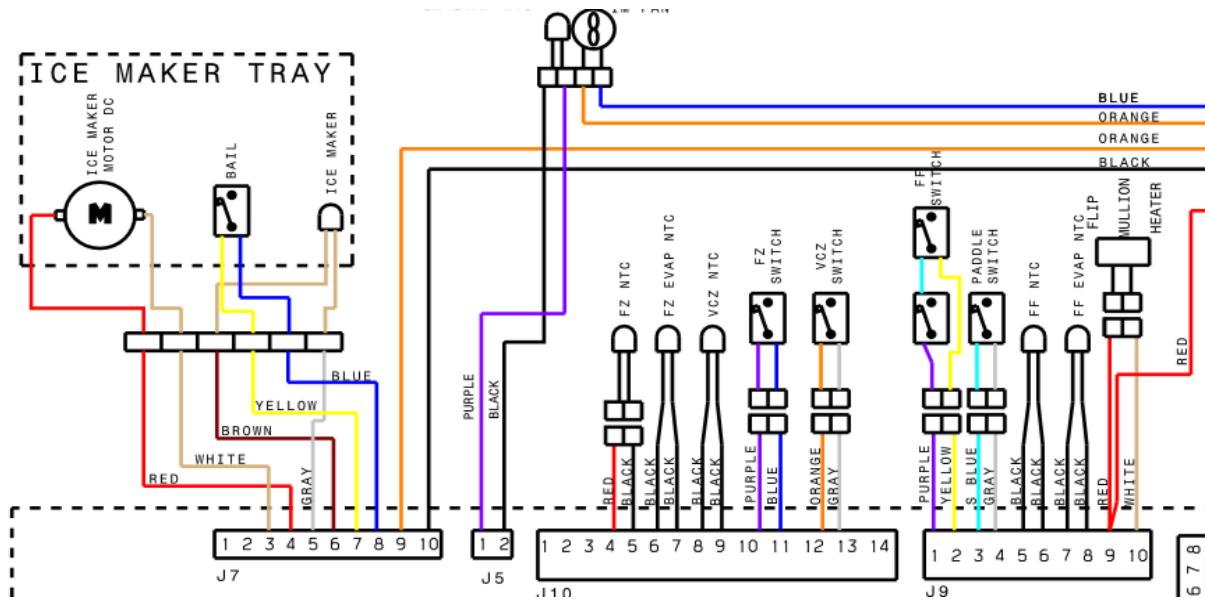 ICE MAKER TRAY
ICE MAKER
MOTOR DC
BAIL
ICE MAKER
M
BLUE
ORANGE
ORANGE
BLACK
FF
SWITCH
FLIP
MULLION
HEATER
FZ NTC
FZ EVAP NTC
VCZ NTC
FZ
SWITCH
VCZ
SWITCH
PADDLE
SWITCH
FF NTC
FF EVAP NTC
RED
BLUE
YELLOW
BROWN
WHITE
RED
GRAY
PURPLE
BLACK
RED
BLACK
BLACK
BLACK
BLACK
BLACK
PURPLE
BLUE
ORANGE
GRAY
PURPLE
YELLOW
S BLUE
GRAY
BLACK
BLACK
BLACK
BLACK
RED
WHITE
1 2 3 4 5 6 7 8 9 10
J7
1 2
J5
1 2 3 4 5 6 7 8 9 10 11 12 13 14
J10
1 2 3 4 5 6 7 8 9 10
J9
6 7 8